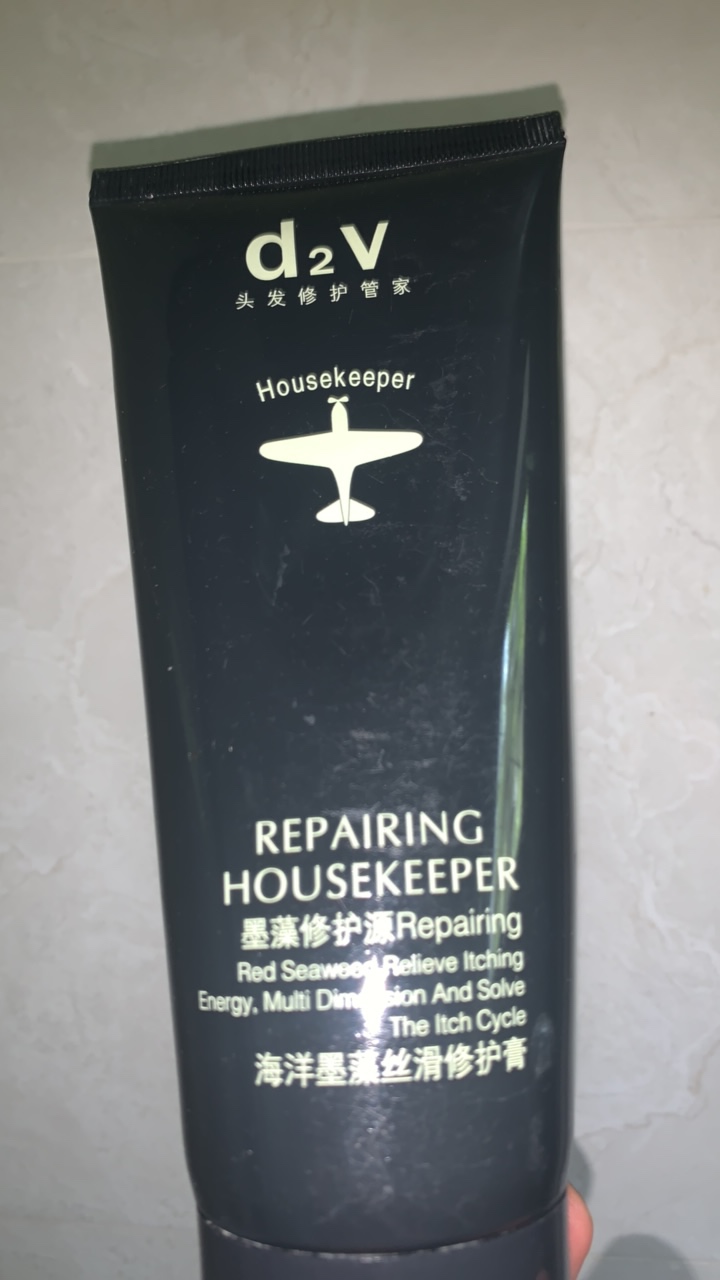 d2v
头发修护管家
Housekeeper
REPAIRING
HOUSEKEEPER
墨藻修护源Repairing
Red Seaweed Relieve Itching
Energy, Multi Dimension And Solve
The Itch Cycle
海洋墨藻丝滑修护膏